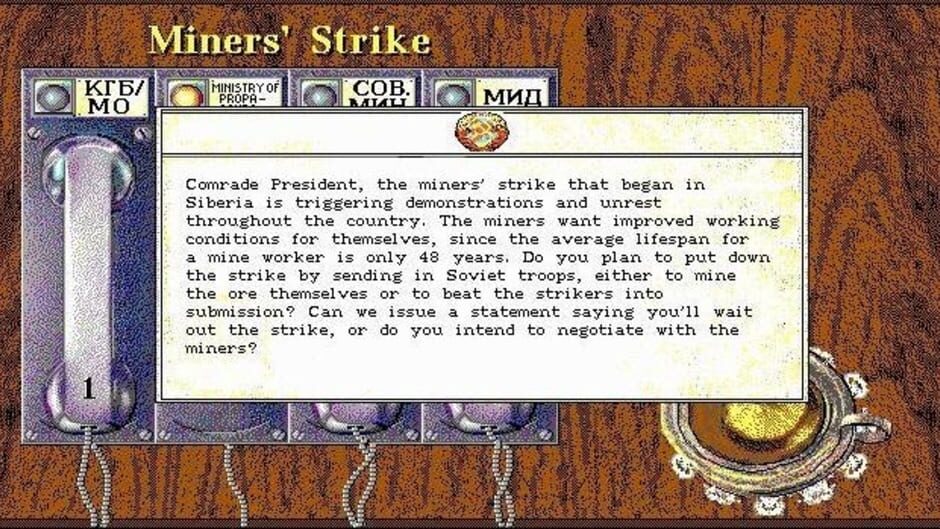 Miners' Strike
КГБ/
МО
MINISTRY OF
PROPA-
СОВ.
МИН
МИД
Comrade President, the miners' strike that began in
Siberia is triggering demonstrations and unrest
throughout the country. The miners want improved working
conditions for themselves, since the average lifespan for
a mine worker is only 48 years. Do you plan to put down
the strike by sending in Soviet troops, either to mine
the ore themselves or to beat the strikers into
submission? Can we issue a statement saying you'll wait
out the strike, or do you intend to negotiate with the
miners?
1